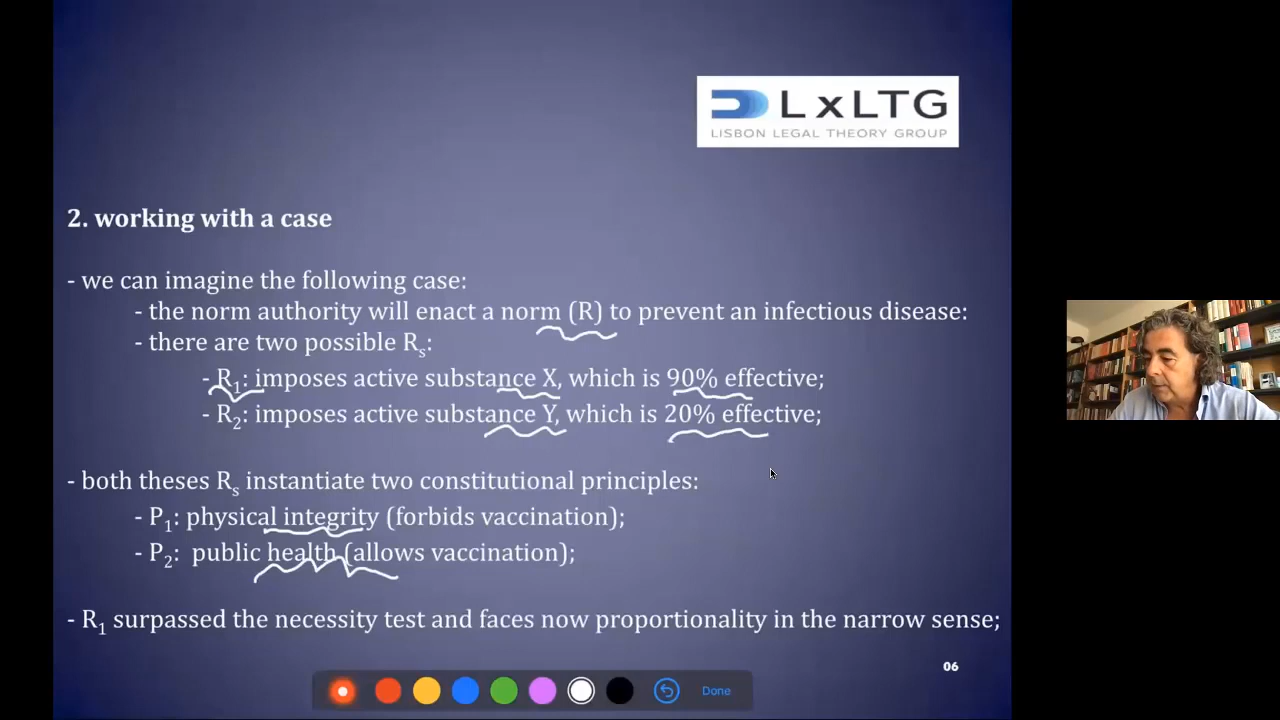 LxLTG
LISBON LEGAL THEORY GROUP
2. working with a case
- we can imagine the following case:
- the norm authority will enact a norm (R) to prevent an infectious disease:
- there are two possible Rs:
- R1: imposes active substance X, which is 90% effective;
- R2: imposes active substance Y, which is 20% effective;
- both theses Rs instantiate two constitutional principles:
- P1: physical integrity (forbids vaccination);
- P2: public health (allows vaccination);
- R1 surpassed the necessity test and faces now proportionality in the narrow sense;
06
Done